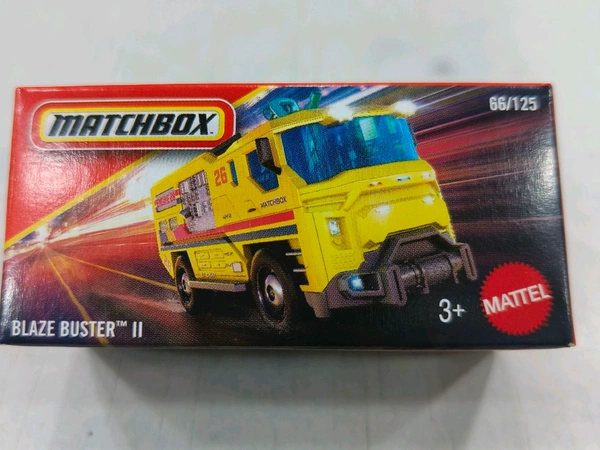 MATCHBOX
66/125
26
MATCHBOX
3+
MATTEL
BLAZE BUSTER™ II